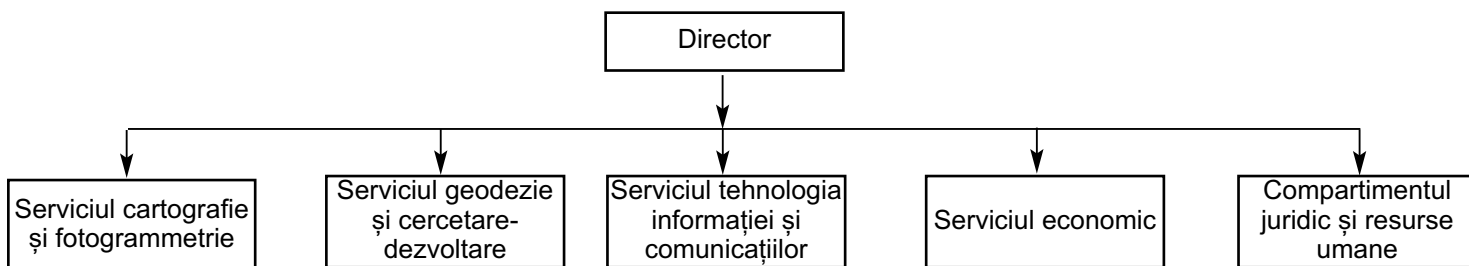 Director
Serviciul cartografie
și fotogrammetrie
Serviciul geodezie
și cercetare-
dezvoltare
Serviciul tehnologia
informației și
comunicațiilor
Serviciul economic
Compartimentul
juridic și resurse
umane